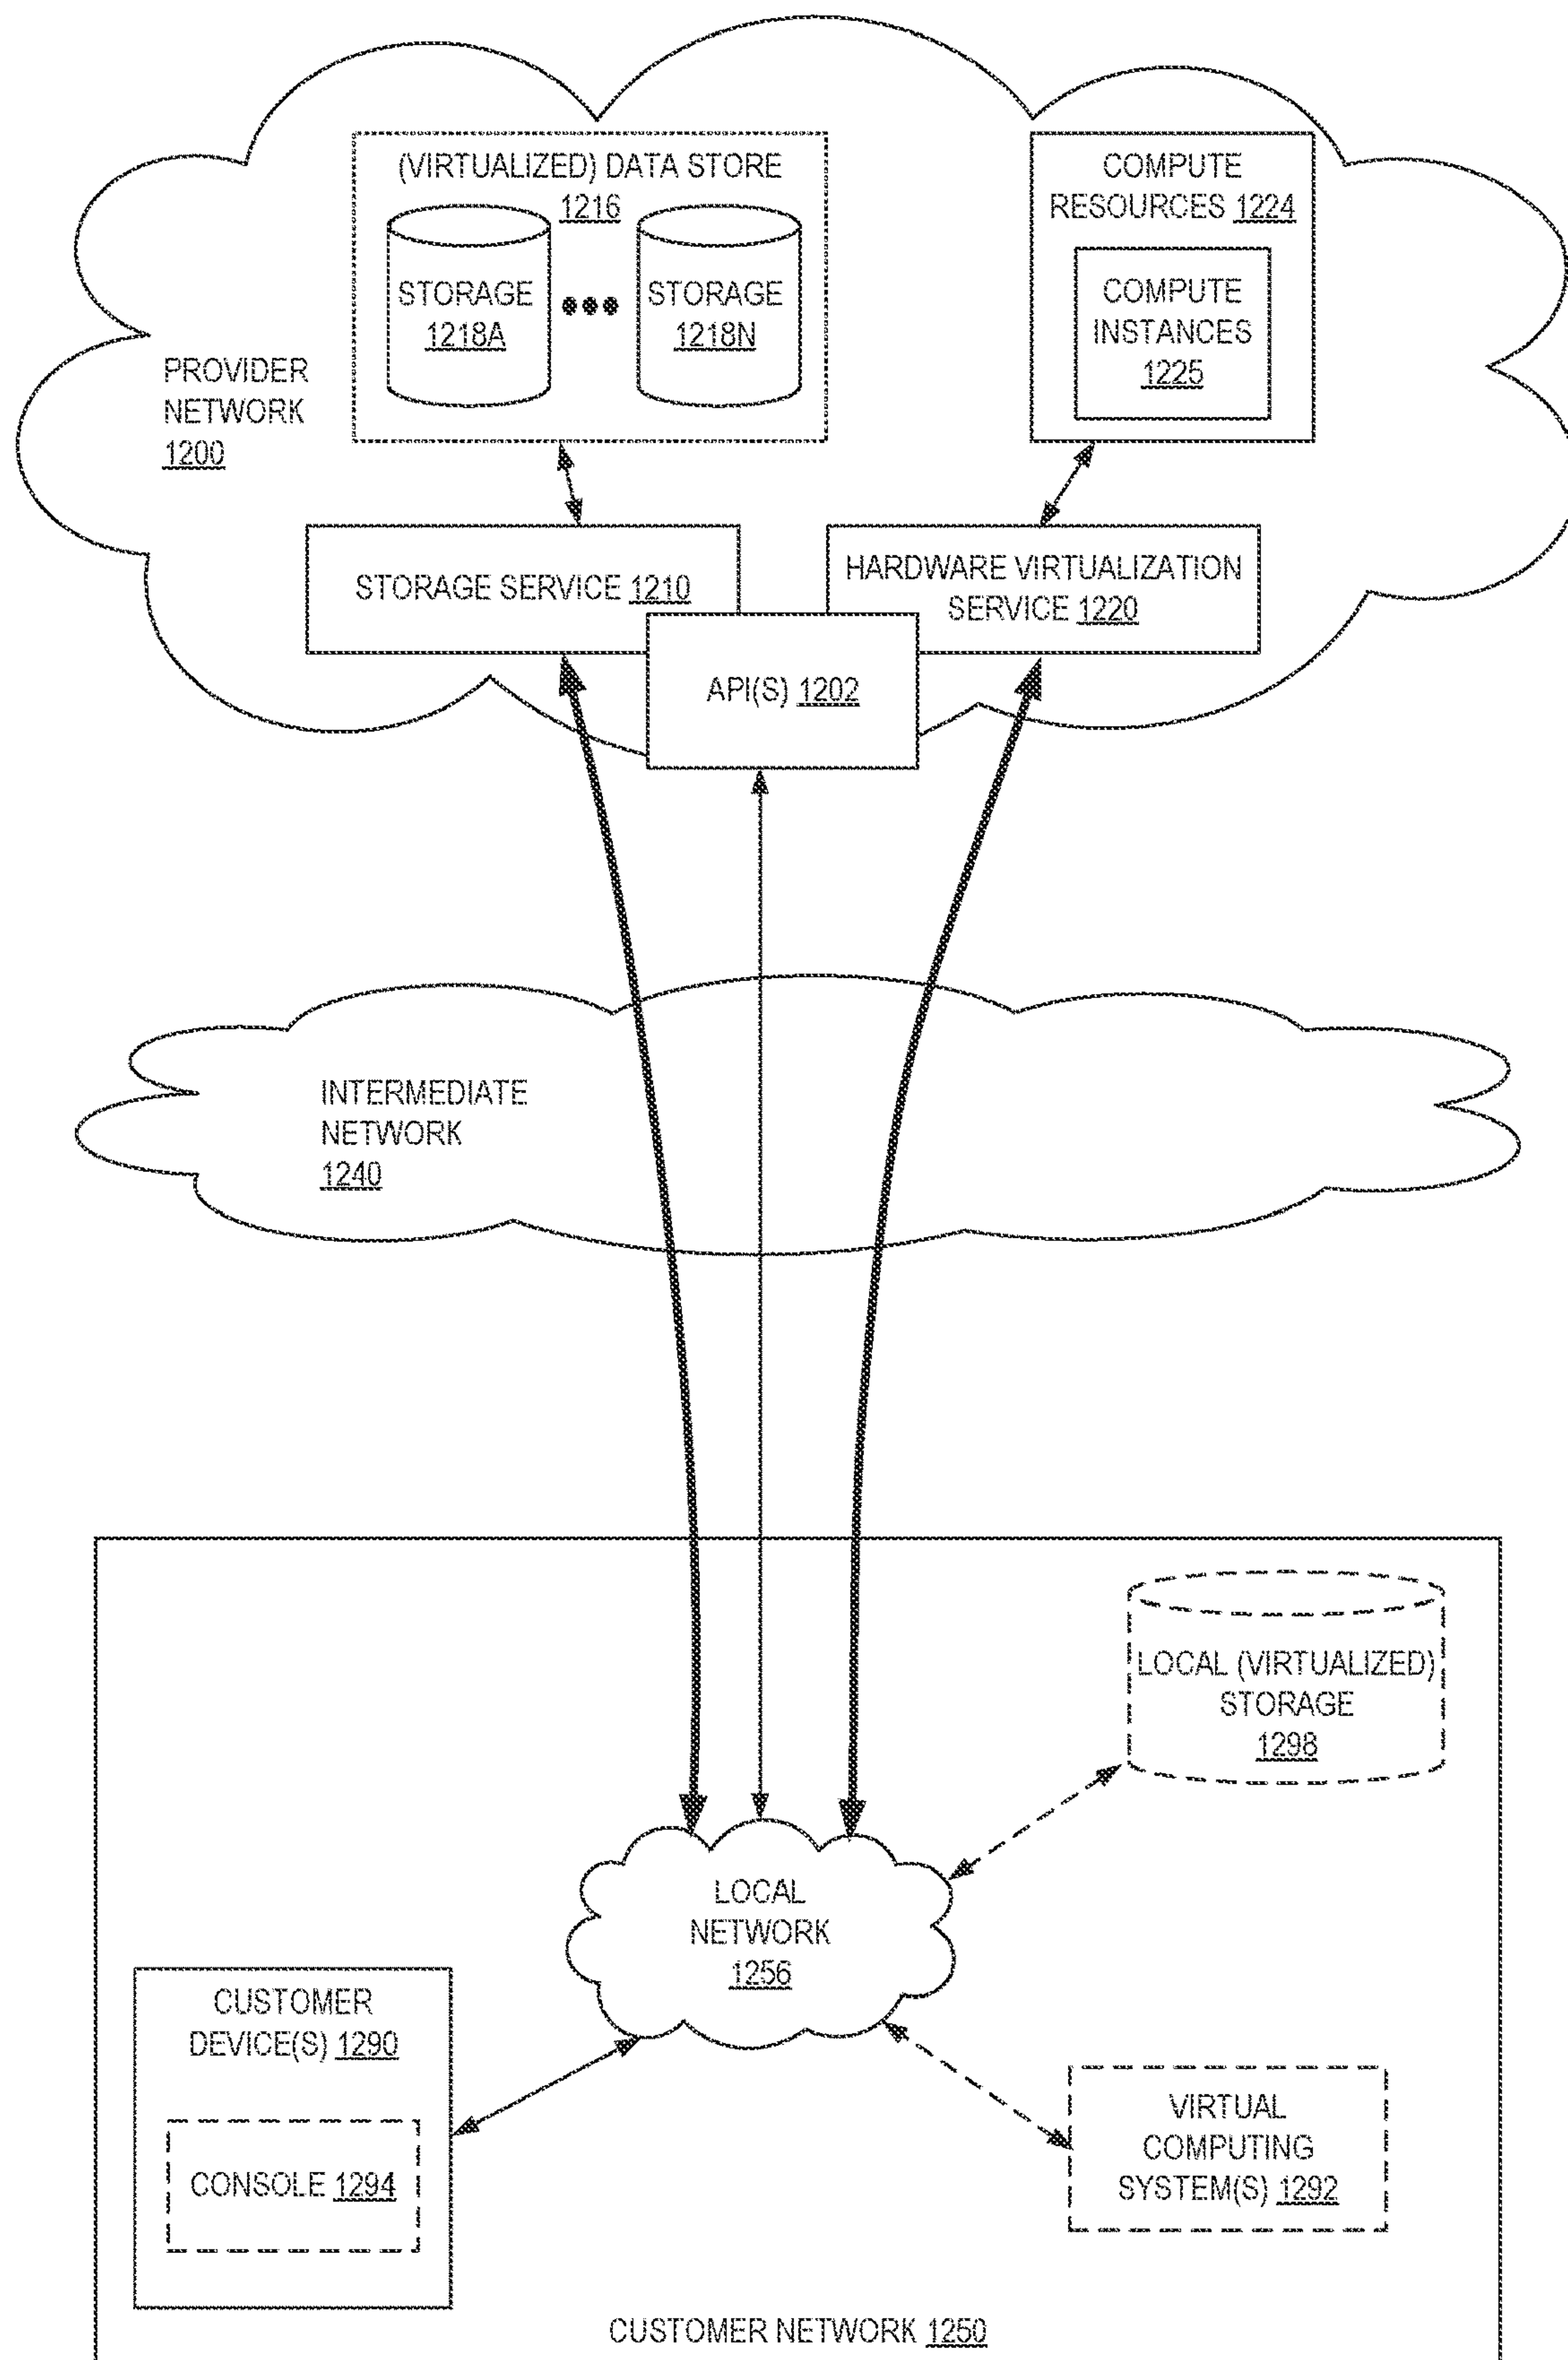 (VIRTUALIZED) DATA STORE
1216
STORAGE
1218A
STORAGE
1218N
COMPUTE
RESOURCES 1224
COMPUTE
INSTANCES
1225
PROVIDER
NETWORK
1200
STORAGE SERVICE 1210
HARDWARE VIRTUALIZATION
SERVICE 1220
API(S) 1202
INTERMEDIATE
NETWORK
1240
LOCAL (VIRTUALIZED)
STORAGE
1298
LOCAL
NETWORK
1256
CUSTOMER
DEVICE(S) 1290
CONSOLE 1294
VIRTUAL
COMPUTING
SYSTEM(S) 1292
CUSTOMER NETWORK 1250